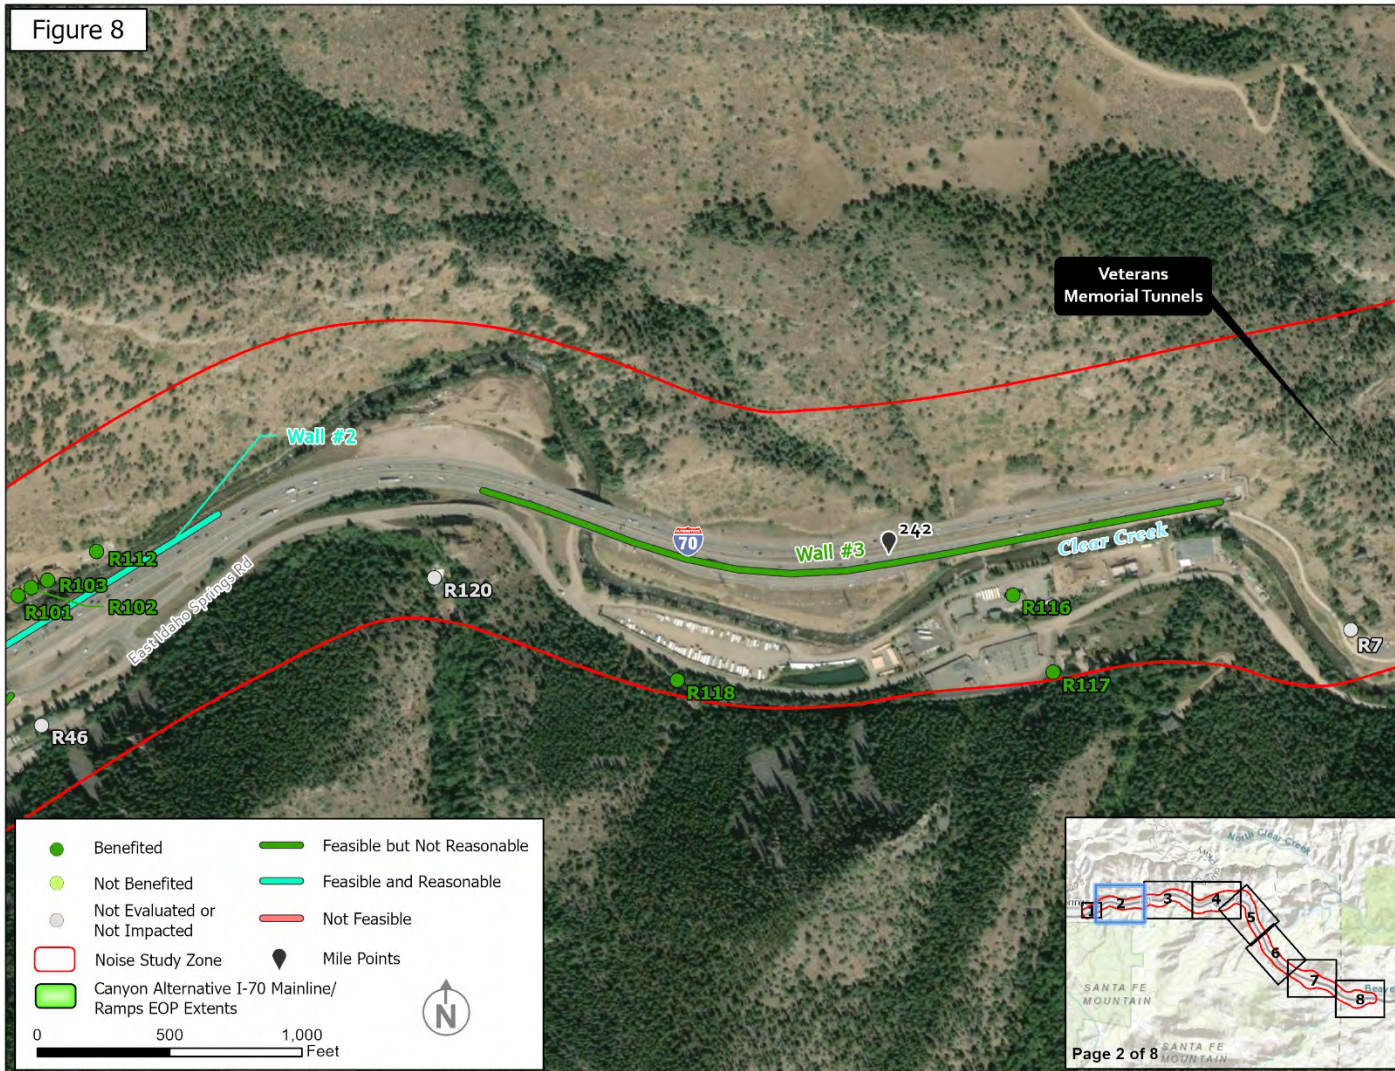 Figure 8
Veterans
Memorial Tunnels
Wall #2
242
70
Wall #3
Clear Creek
R112
R103
R101
R102
East Idaho Springs Rd
R120
R116
R7
R118
R117
R46
Benefited
Not Benefited
Not Evaluated or
Not Impacted
Noise Study Zone
Canyon Alternative I-70 Mainline/
Ramps EOP Extents
Feasible but Not Reasonable
Feasible and Reasonable
Not Feasible
Mile Points
0 500 1,000
Feet
N
North Clear Creek
1
2
3
4
5
6
7
8
SANTA FE
MOUNTAIN
SANTA FE
MOUNTAIN
Page 2 of 8